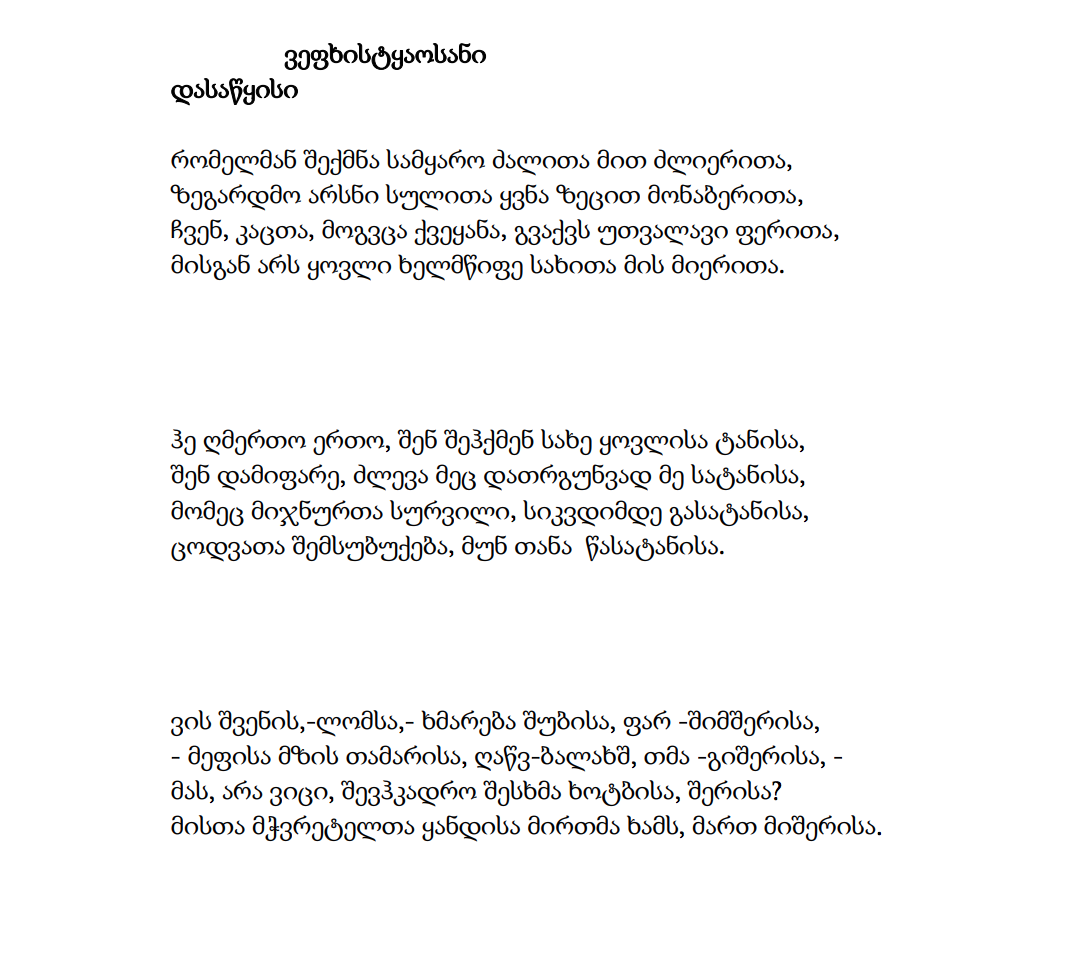 ვეფხისტყაოსანი
დასაწყისი
რომელმან შექმნა სამყარო ძალითა მით ძლიერითა,
ზეგარდმო არსნი სულითა ყვნა ზეცით მონაბერითა,
ჩვენ, კაცთა, მოგვცა ქვეყანა, გვაქვს უთვალავი ფერითა,
მისგან არს ყოვლი ხელმწიფე სახითა მის მიერითა.
ჰე ღმერთო ერთო, შენ შეჰქმენ სახე ყოვლისა ტანისა,
შენ დამიფარე, ძლევა მეც დათრგუნვად მე სატანისა,
მომეც მიჯნურთა სურვილი, სიკვდიმდე გასატანისა,
ცოდვათა შემსუბუქება, მუნ თანა  წასატანისა.
ვის შვენის,-ლომსა,- ხმარება შუბისა, ფარ -შიმშერისა,
- მეფისა მზის თამარისა, ღაწვ-ბალახშ, თმა -გიშერისა, -
მას, არა ვიცი, შევჰკადრო შესხმა ხოტბისა, შერისა?
მისთა მჭვრეტელთა ყანდისა მირთმა ხამს, მართ მიშერისა.